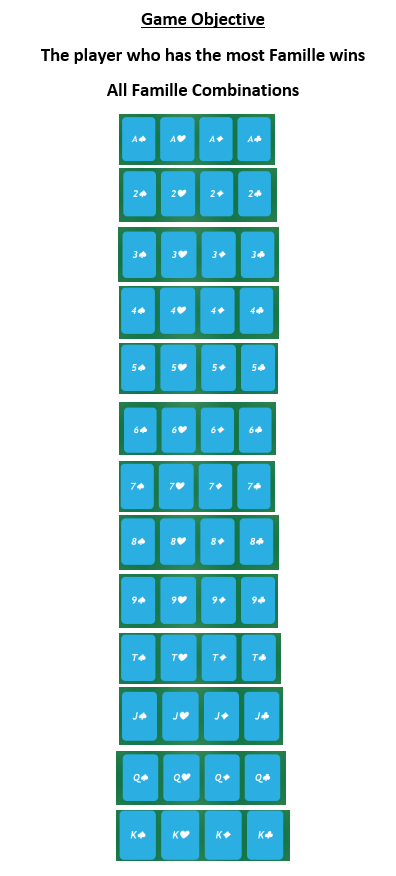 Game Objective
The player who has the most Famille wins
All Famille Combinations
A♠ A♥ A♦ A♣
2♠ 2♥ 2♦ 2♣
3♠ 3♥ 3♦ 3♣
4♠ 4♥ 4♦ 4♣
5♠ 5♥ 5♦ 5♣
6♠ 6♥ 6♦ 6♣
7♠ 7♥ 7♦ 7♣
8♠ 8♥ 8♦ 8♣
9♠ 9♥ 9♦ 9♣
T♠ T♥ T♦ T♣
J♠ J♥ J♦ J♣
Q♠ Q♥ Q♦ Q♣
K♠ K♥ K♦ K♣